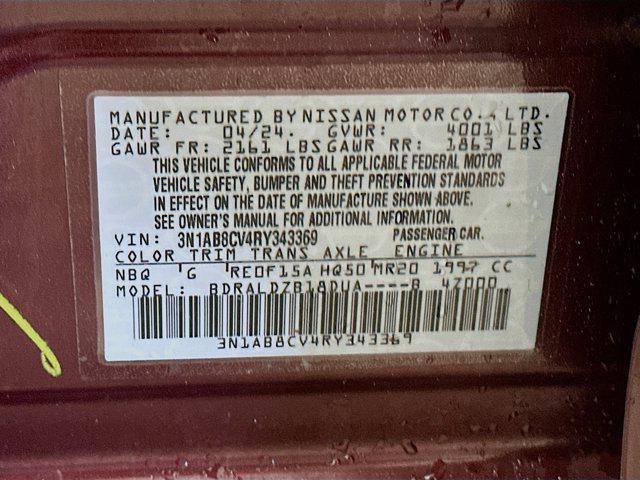 MANUFACTURED BY NISSAN MOTOR CO., LTD.
DATE: 04/24. GVWR: 4001 LBS
GAWR FR: 2161 LBS GAWR RR: 1863 LBS
THIS VEHICLE CONFORMS TO ALL APPLICABLE FEDERAL MOTOR
VEHICLE SAFETY, BUMPER AND THEFT PREVENTION STANDARDS
IN EFFECT ON THE DATE OF MANUFACTURE SHOWN ABOVE.
SEE OWNER'S MANUAL FOR ADDITIONAL INFORMATION.
VIN: 3N1AB8CV4RY343369 PASSENGER CAR.
COLOR TRIM TRANS AXLE ENGINE
NBQ 'G RE0F15A HQ50 MR20 1997 CC
MODEL: BDRALDZB18DUA----B 4Z000
3N1AB8CV4RY343369